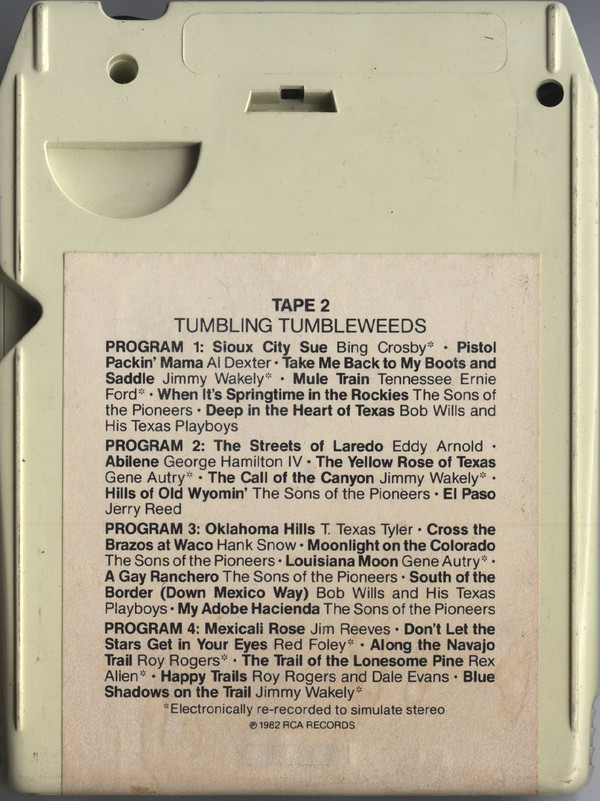 TAPE 2
TUMBLING TUMBLEWEEDS
PROGRAM 1: Sioux City Sue Bing Crosby* · Pistol
Packin' Mama Al Dexter · Take Me Back to My Boots and
Saddle Jimmy Wakely* · Mule Train Tennessee Ernie
Ford* · When It's Springtime in the Rockies The Sons of
the Pioneers · Deep in the Heart of Texas Bob Wills and
His Texas Playboys
PROGRAM 2: The Streets of Laredo Eddy Arnold ·
Abilene George Hamilton IV · The Yellow Rose of Texas
Gene Autry* · The Call of the Canyon Jimmy Wakely* ·
Hills of Old Wyomin' The Sons of the Pioneers · El Paso
Jerry Reed
PROGRAM 3: Oklahoma Hills T. Texas Tyler · Cross the
Brazos at Waco Hank Snow · Moonlight on the Colorado
The Sons of the Pioneers · Louisiana Moon Gene Autry* ·
A Gay Ranchero The Sons of the Pioneers · South of the
Border (Down Mexico Way) Bob Wills and His Texas
Playboys · My Adobe Hacienda The Sons of the Pioneers
PROGRAM 4: Mexicali Rose Jim Reeves · Don't Let the
Stars Get in Your Eyes Red Foley* · Along the Navajo
Trail Roy Rogers* · The Trail of the Lonesome Pine Rex
Allen* · Happy Trails Roy Rogers and Dale Evans · Blue
Shadows on the Trail Jimmy Wakely*
*Electronically re-recorded to simulate stereo
℗ 1982 RCA RECORDS